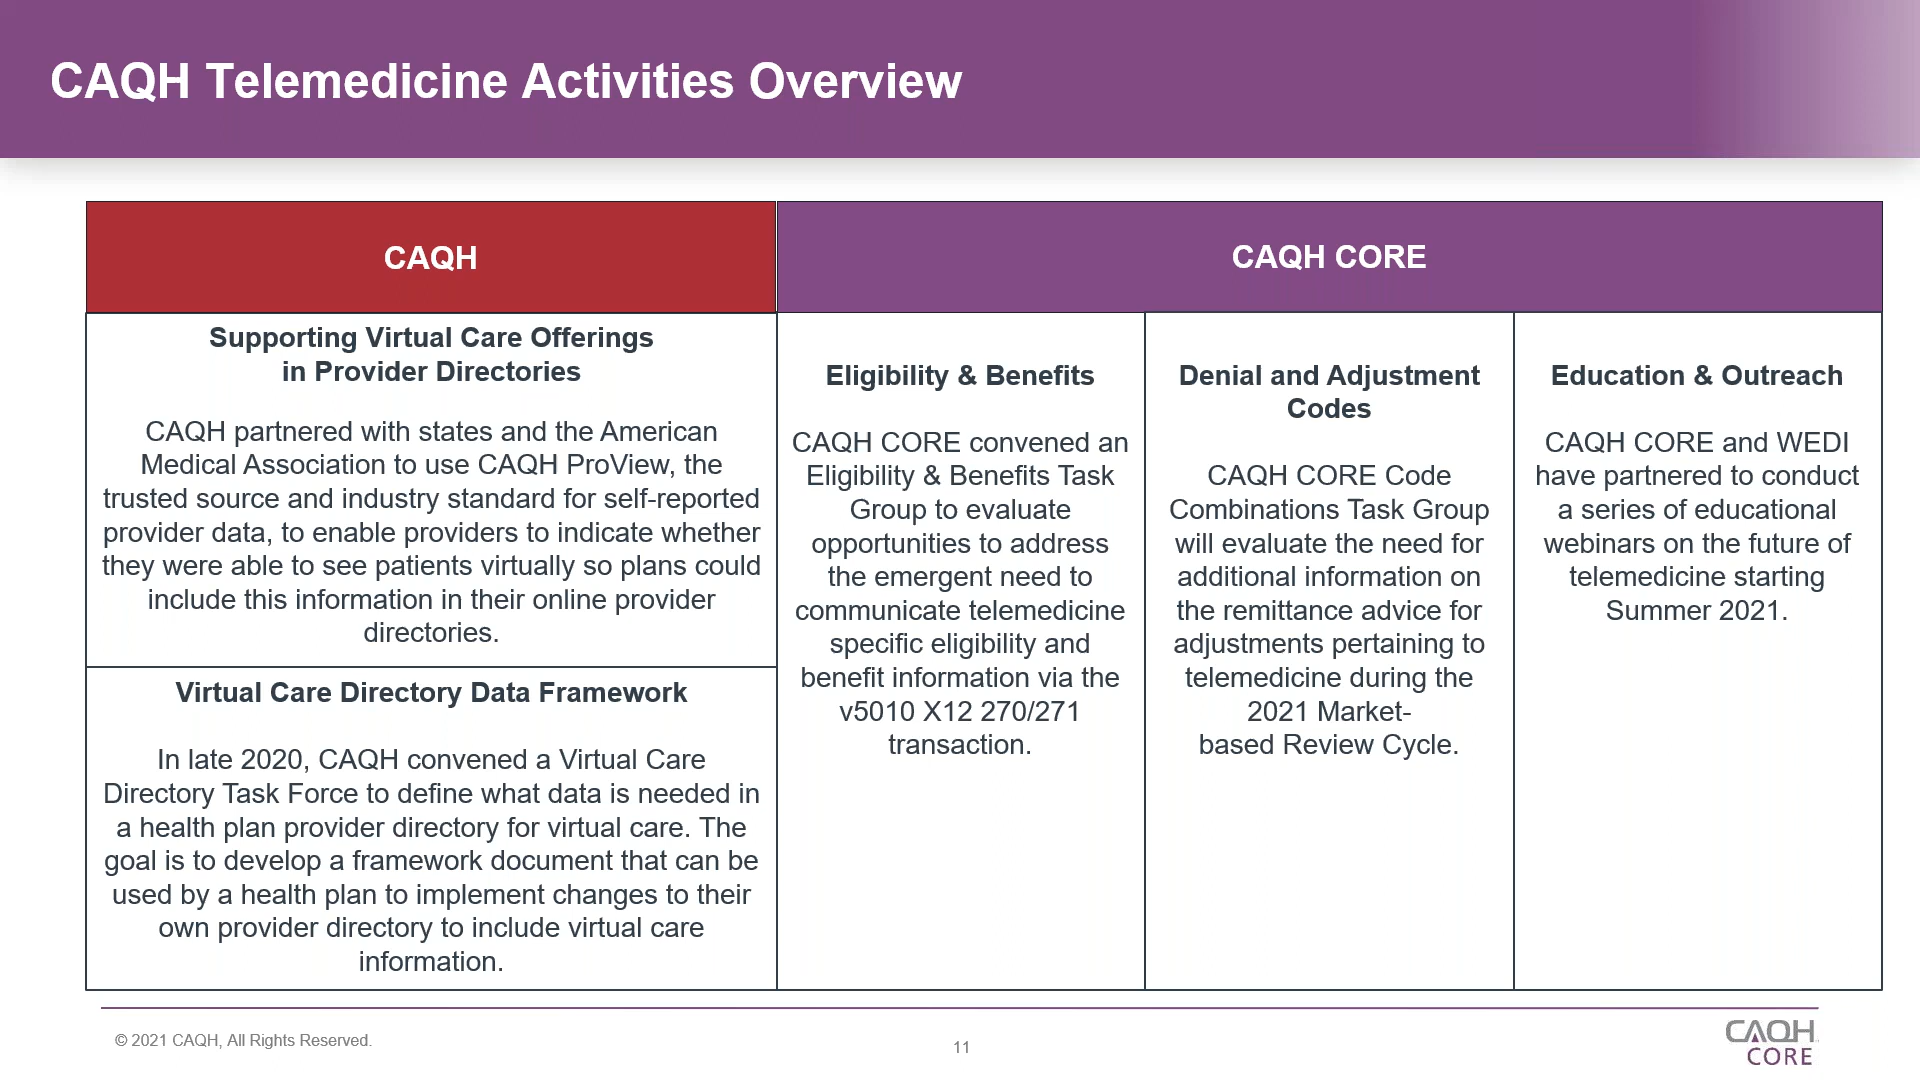 CAQH Telemedicine Activities Overview
CAQH
CAQH CORE
Supporting Virtual Care Offerings
in Provider Directories
CAQH partnered with states and the American
Medical Association to use CAQH ProView, the
trusted source and industry standard for self-reported
provider data, to enable providers to indicate whether
they were able to see patients virtually so plans could
include this information in their online provider
directories.
Virtual Care Directory Data Framework
In late 2020, CAQH convened a Virtual Care
Directory Task Force to define what data is needed in
a health plan provider directory for virtual care. The
goal is to develop a framework document that can be
used by a health plan to implement changes to their
own provider directory to include virtual care
information.
Eligibility & Benefits
CAQH CORE convened an
Eligibility & Benefits Task
Group to evaluate
opportunities to address
the emergent need to
communicate telemedicine
specific eligibility and
benefit information via the
v5010 X12 270/271
transaction.
Denial and Adjustment
Codes
CAQH CORE Code
Combinations Task Group
will evaluate the need for
additional information on
the remittance advice for
adjustments pertaining to
telemedicine during the
2021 Market-
based Review Cycle.
Education & Outreach
CAQH CORE and WEDI
have partnered to conduct
a series of educational
webinars on the future of
telemedicine starting
Summer 2021.
© 2021 CAQH, All Rights Reserved.
11
CAQH
CORE